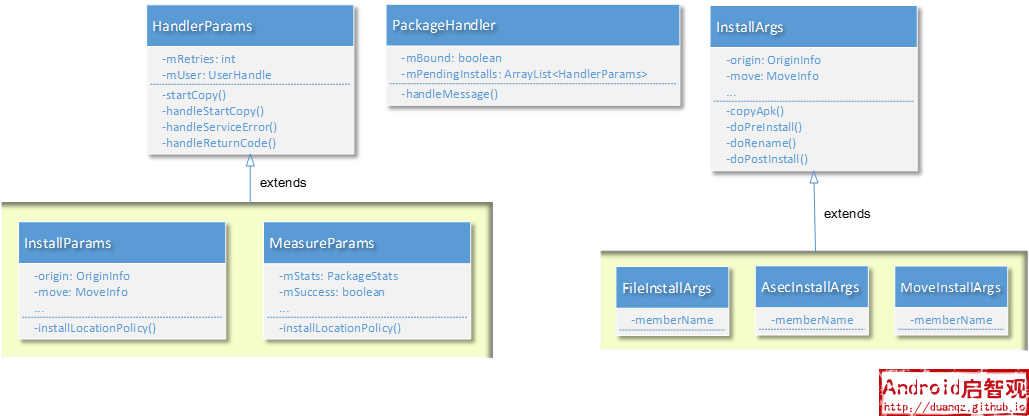 HandlerParams
-mRetries: int
-mUser: UserHandle
-startCopy()
-handleStartCopy()
-handleServiceError()
-handleReturnCode()
PackageHandler
-mBound: boolean
-mPendingInstalls: ArrayList<HandlerParams>
-handleMessage()
InstallArgs
-origin: OriginInfo
-move: MoveInfo
...
-copyApk()
-doPreInstall()
-doRename()
-doPostInstall()
extends
extends
InstallParams
-origin: OriginInfo
-move: MoveInfo
...
-installLocationPolicy()
MeasureParams
-mStats: PackageStats
-mSuccess: boolean
...
-installLocationPolicy()
FileInstallArgs
-memberName
AsecInstallArgs
-memberName
MoveInstallArgs
-memberName
Android启智观
http://duanqz.github.io